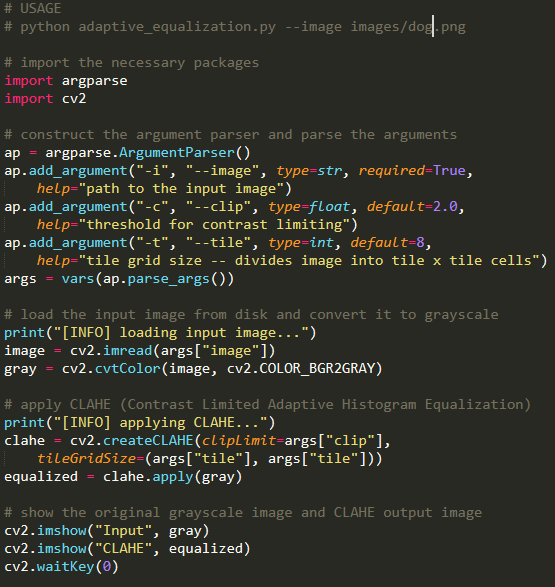 # USAGE
# python adaptive_equalization.py --image images/dog.png

# import the necessary packages
import argparse
import cv2

# construct the argument parser and parse the arguments
ap = argparse.ArgumentParser()
ap.add_argument("-i", "--image", type=str, required=True,
    help="path to the input image")
ap.add_argument("-c", "--clip", type=float, default=2.0,
    help="threshold for contrast limiting")
ap.add_argument("-t", "--tile", type=int, default=8,
    help="tile grid size -- divides image into tile x tile cells")
args = vars(ap.parse_args())

# load the input image from disk and convert it to grayscale
print("[INFO] loading input image...")
image = cv2.imread(args["image"])
gray = cv2.cvtColor(image, cv2.COLOR_BGR2GRAY)

# apply CLAHE (Contrast Limited Adaptive Histogram Equalization)
print("[INFO] applying CLAHE...")
clahe = cv2.createCLAHE(clipLimit=args["clip"],
    tileGridSize=(args["tile"], args["tile"]))
equalized = clahe.apply(gray)

# show the original grayscale image and CLAHE output image
cv2.imshow("Input", gray)
cv2.imshow("CLAHE", equalized)
cv2.waitKey(0)